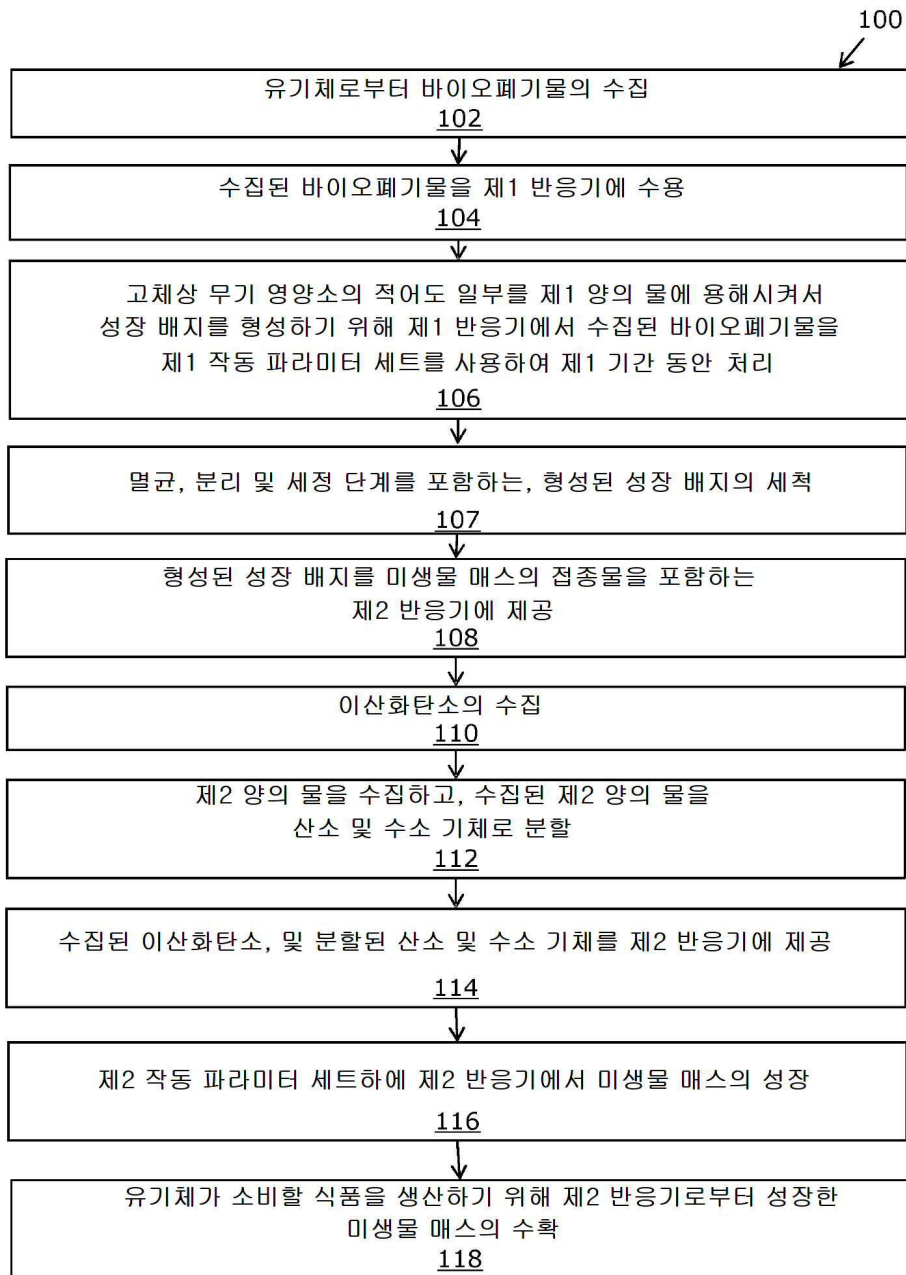 100
유기체로부터 바이오폐기물의 수집
102
수집된 바이오폐기물을 제1 반응기에 수용
104
고체상 무기 영양소의 적어도 일부를 제1 양의 물에 용해시켜서
성장 배지를 형성하기 위해 제1 반응기에서 수집된 바이오폐기물을
제1 작동 파라미터 세트를 사용하여 제1 기간 동안 처리
106
멸균, 분리 및 세정 단계를 포함하는, 형성된 성장 배지의 세척
107
형성된 성장 배지를 미생물 매스의 접종물을 포함하는
제2 반응기에 제공
108
이산화탄소의 수집
110
제2 양의 물을 수집하고, 수집된 제2 양의 물을
산소 및 수소 기체로 분할
112
수집된 이산화탄소, 및 분할된 산소 및 수소 기체를 제2 반응기에 제공
114
제2 작동 파라미터 세트하에 제2 반응기에서 미생물 매스의 성장
116
유기체가 소비할 식품을 생산하기 위해 제2 반응기로부터 성장한
미생물 매스의 수확
118